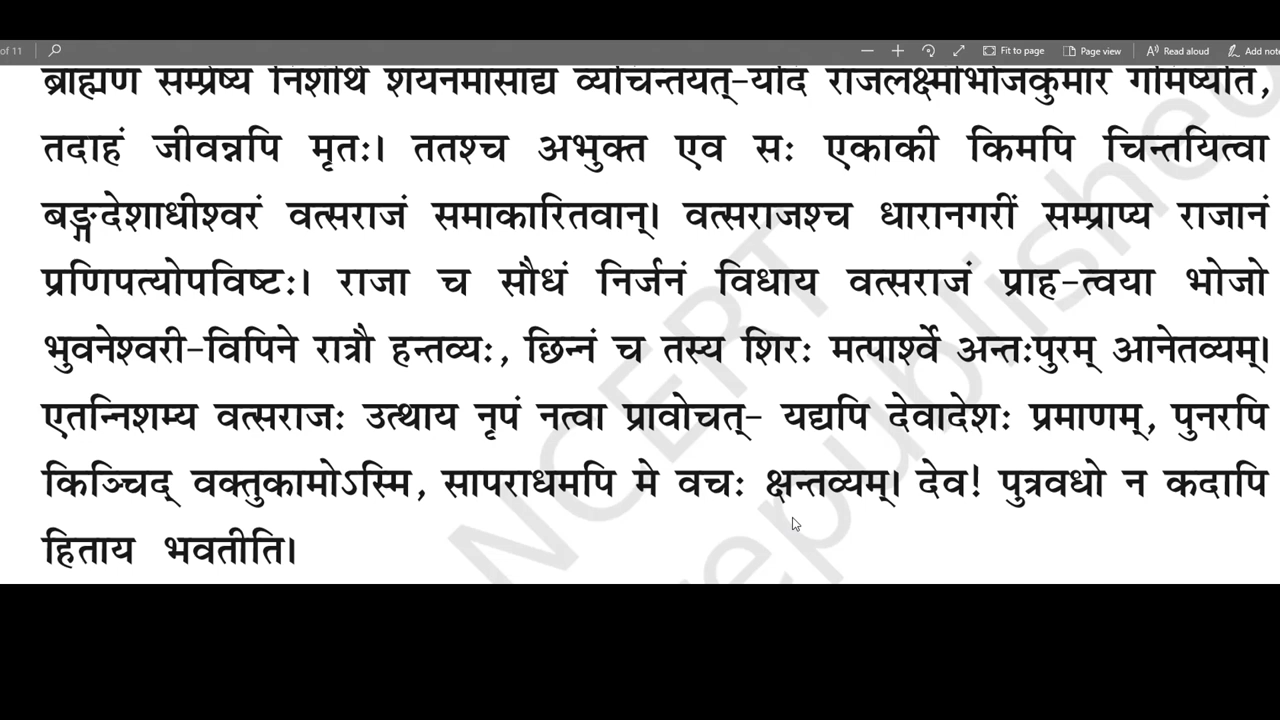 of 11 Fit to page Page view Read aloud Add note
ब्राह्मणं सम्प्रेष्य निशीथे शयनमासाद्य व्यचिन्तयत्-यदि राजलक्ष्मीर्भोजकुमारं गमिष्यति,
तदाहं जीवन्नपि मृतः। ततश्च अभुक्त एव सः एकाकी किमपि चिन्तयित्वा
बङ्गदेशाधीश्वरं वत्सराजं समाकारितवान्। वत्सराजश्च धारानगरीं सम्प्राप्य राजानं
प्रणिपत्योपविष्टः। राजा च सौधं निर्जनं विधाय वत्सराजं प्राह-त्वया भोजो
भुवनेश्वरी-विपिने रात्रौ हन्तव्यः, छिन्नं च तस्य शिरः मत्पार्श्वे अन्तःपुरम् आनेतव्यम्।
एतन्निशम्य वत्सराजः उत्थाय नृपं नत्वा प्रावोचत्- यद्यपि देवादेशः प्रमाणम्, पुनरपि
किञ्चिद् वक्तुकामोऽस्मि, सापराधमपि मे वचः क्षन्तव्यम्। देव! पुत्रवधो न कदापि
हिताय भवतीति।
NCERT
republished